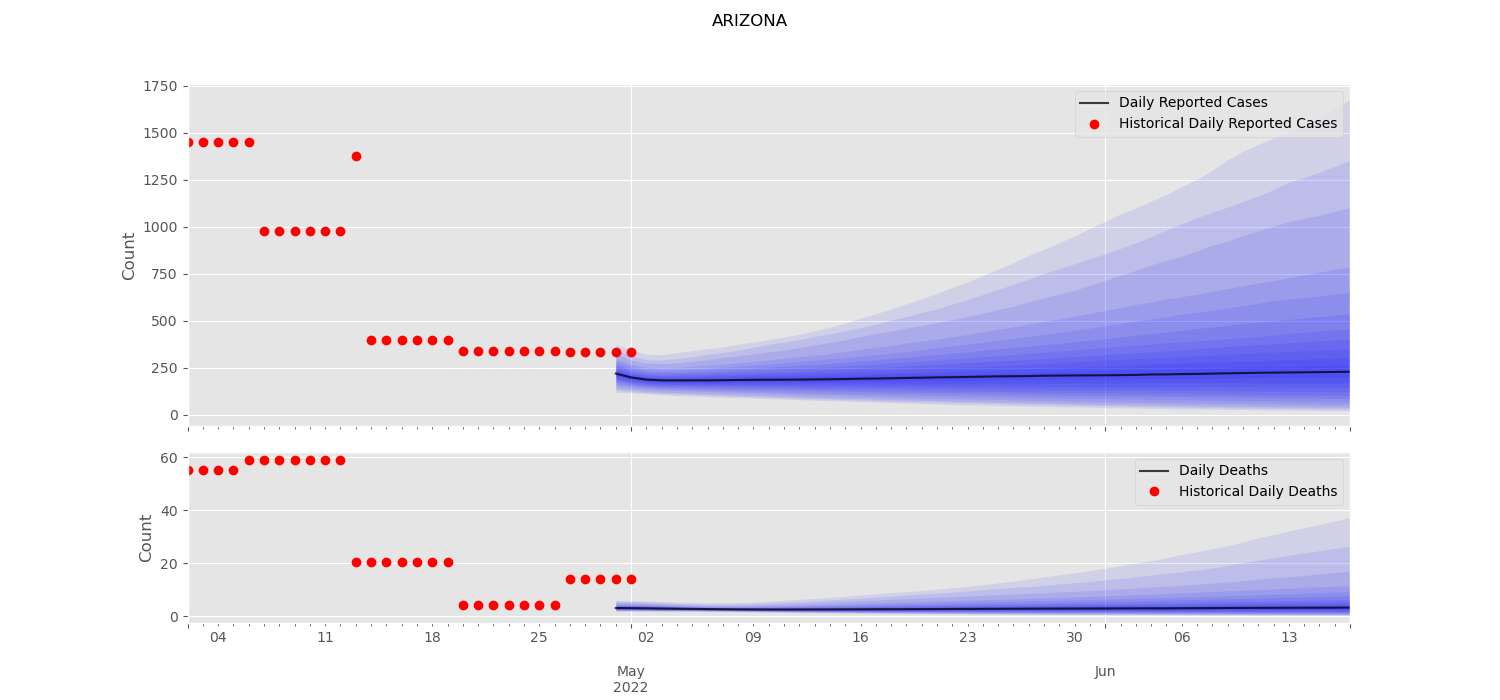 ARIZONA
1750
1500
1250
1000
750
500
250
0
Count
Daily Reported Cases
Historical Daily Reported Cases
60
40
20
0
Count
Daily Deaths
Historical Daily Deaths
04 11 18 25 02 09 16 23 30 06 13
May Jun
2022